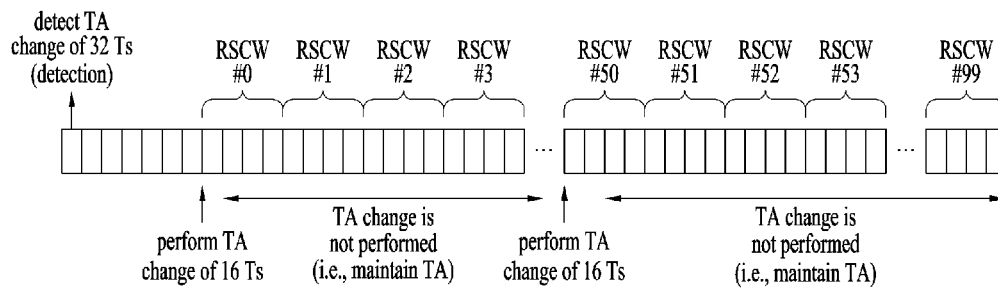 detect TA
change of 32 Ts
(detection)
RSCW
#0
RSCW
#1
RSCW
#2
RSCW
#3
RSCW
#50
RSCW
#51
RSCW
#52
RSCW
#53
RSCW
#99
...
...
perform TA
change of 16 Ts
TA change is
not performed
(i.e., maintain TA)
perform TA
change of 16 Ts
TA change is
not performed
(i.e., maintain TA)